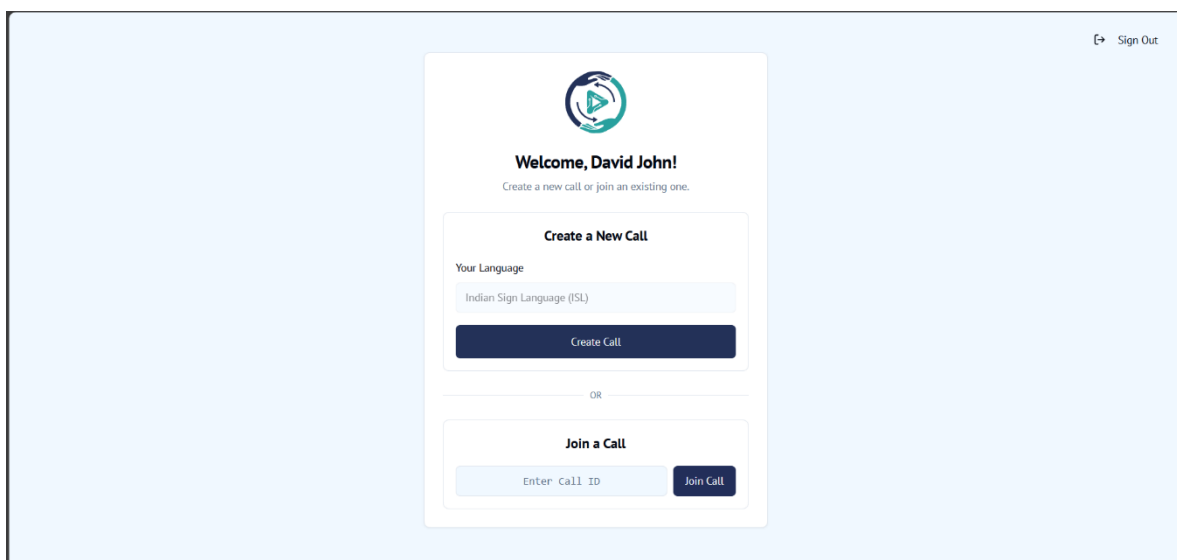 Sign Out
Welcome, David John!
Create a new call or join an existing one.
Create a New Call
Your Language
Indian Sign Language (ISL)
Create Call
OR
Join a Call
Enter Call ID
Join Call